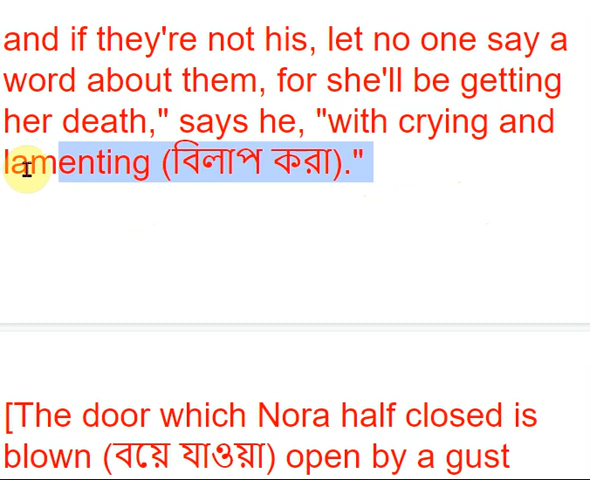 and if they're not his, let no one say a
word about them, for she'll be getting
her death," says he, "with crying and
lamenting (বিলাপ করা)."
[The door which Nora half closed is
blown (বয়ে যাওয়া) open by a gust